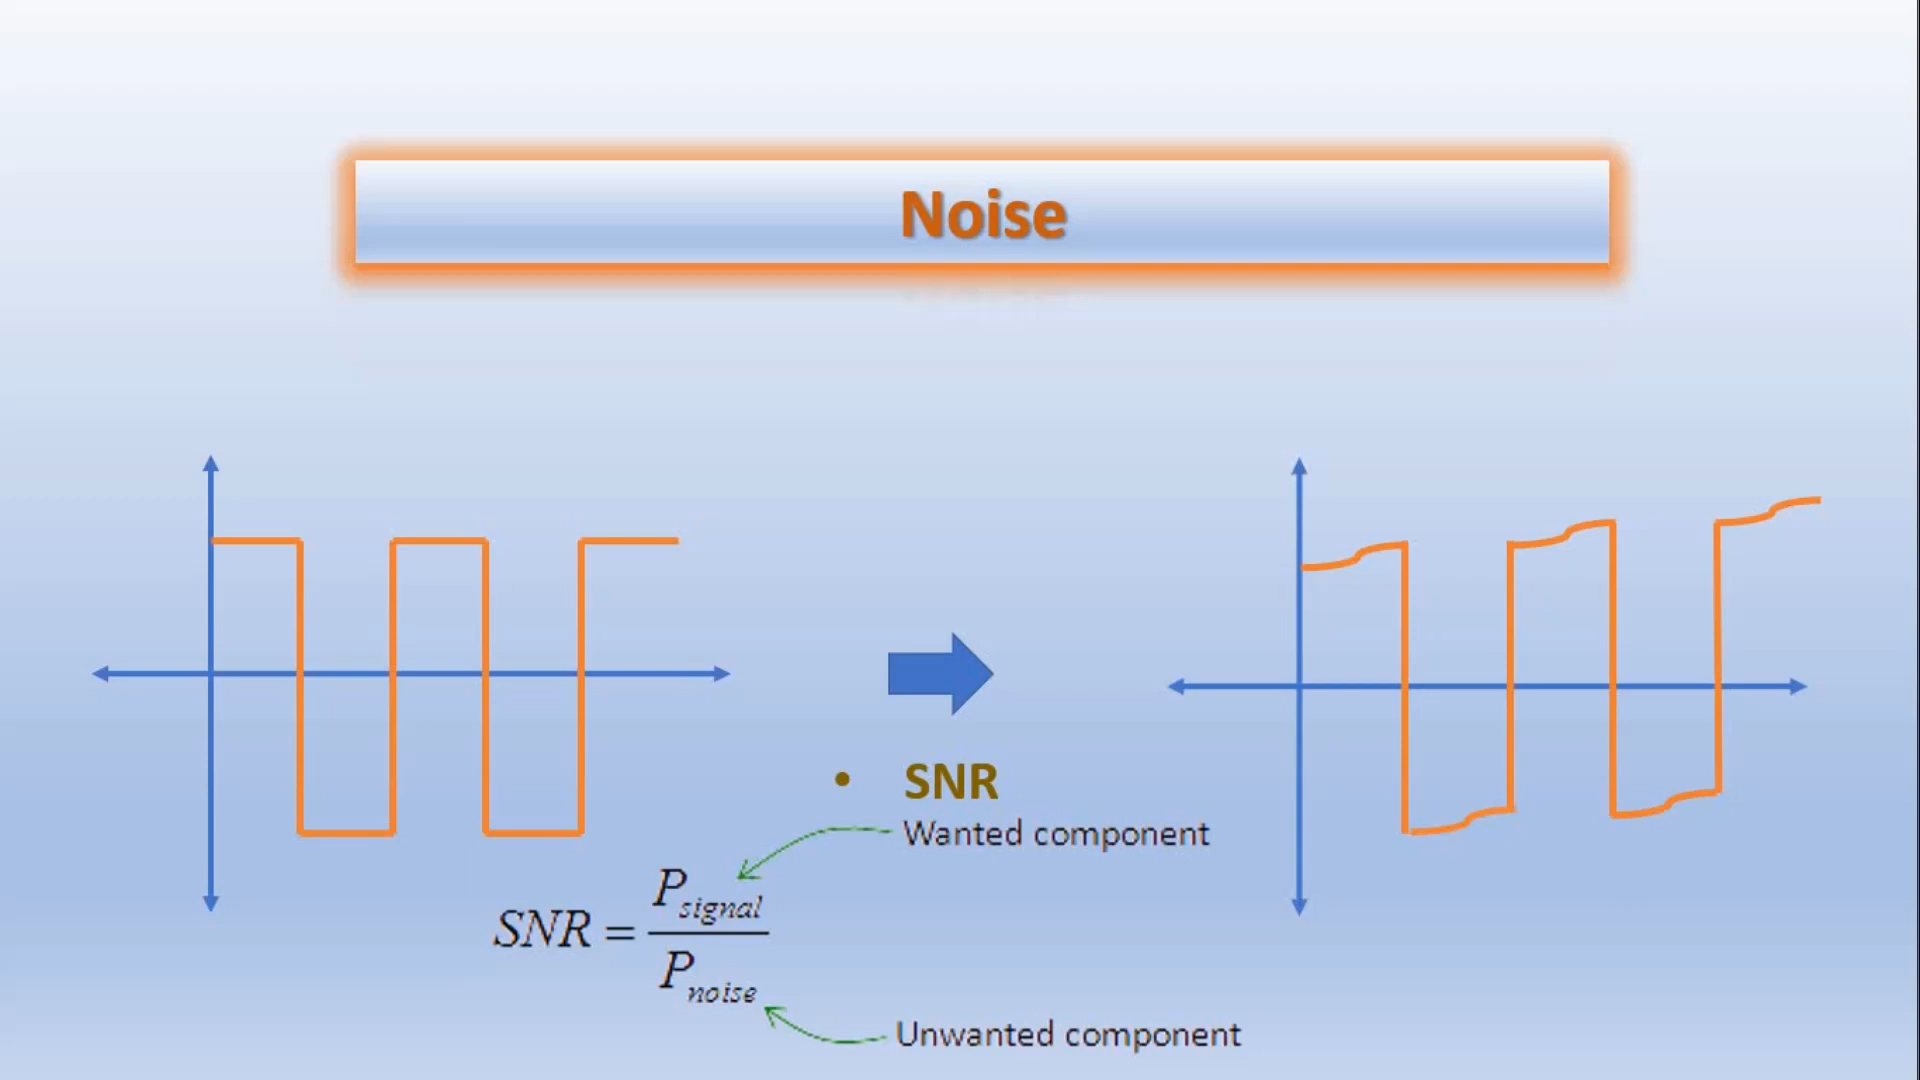 Noise
• SNR
Wanted component
SNR = P_signal / P_noise
Unwanted component